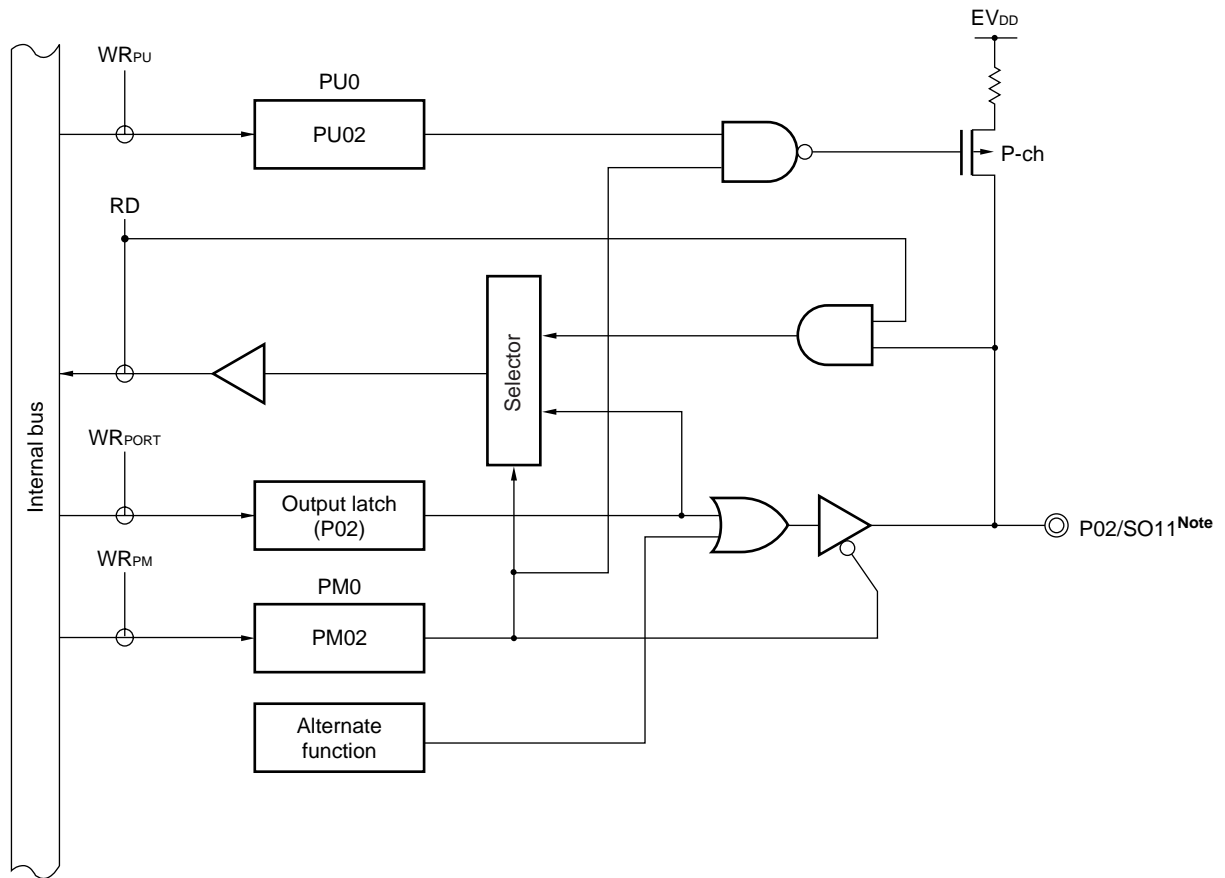 EVDD
WRPU
PU0
PU02
P-ch
RD
Selector
Internal bus
WRPORT
Output latch
(P02)
P02/SO11Note
WRPM
PM0
PM02
Alternate
function